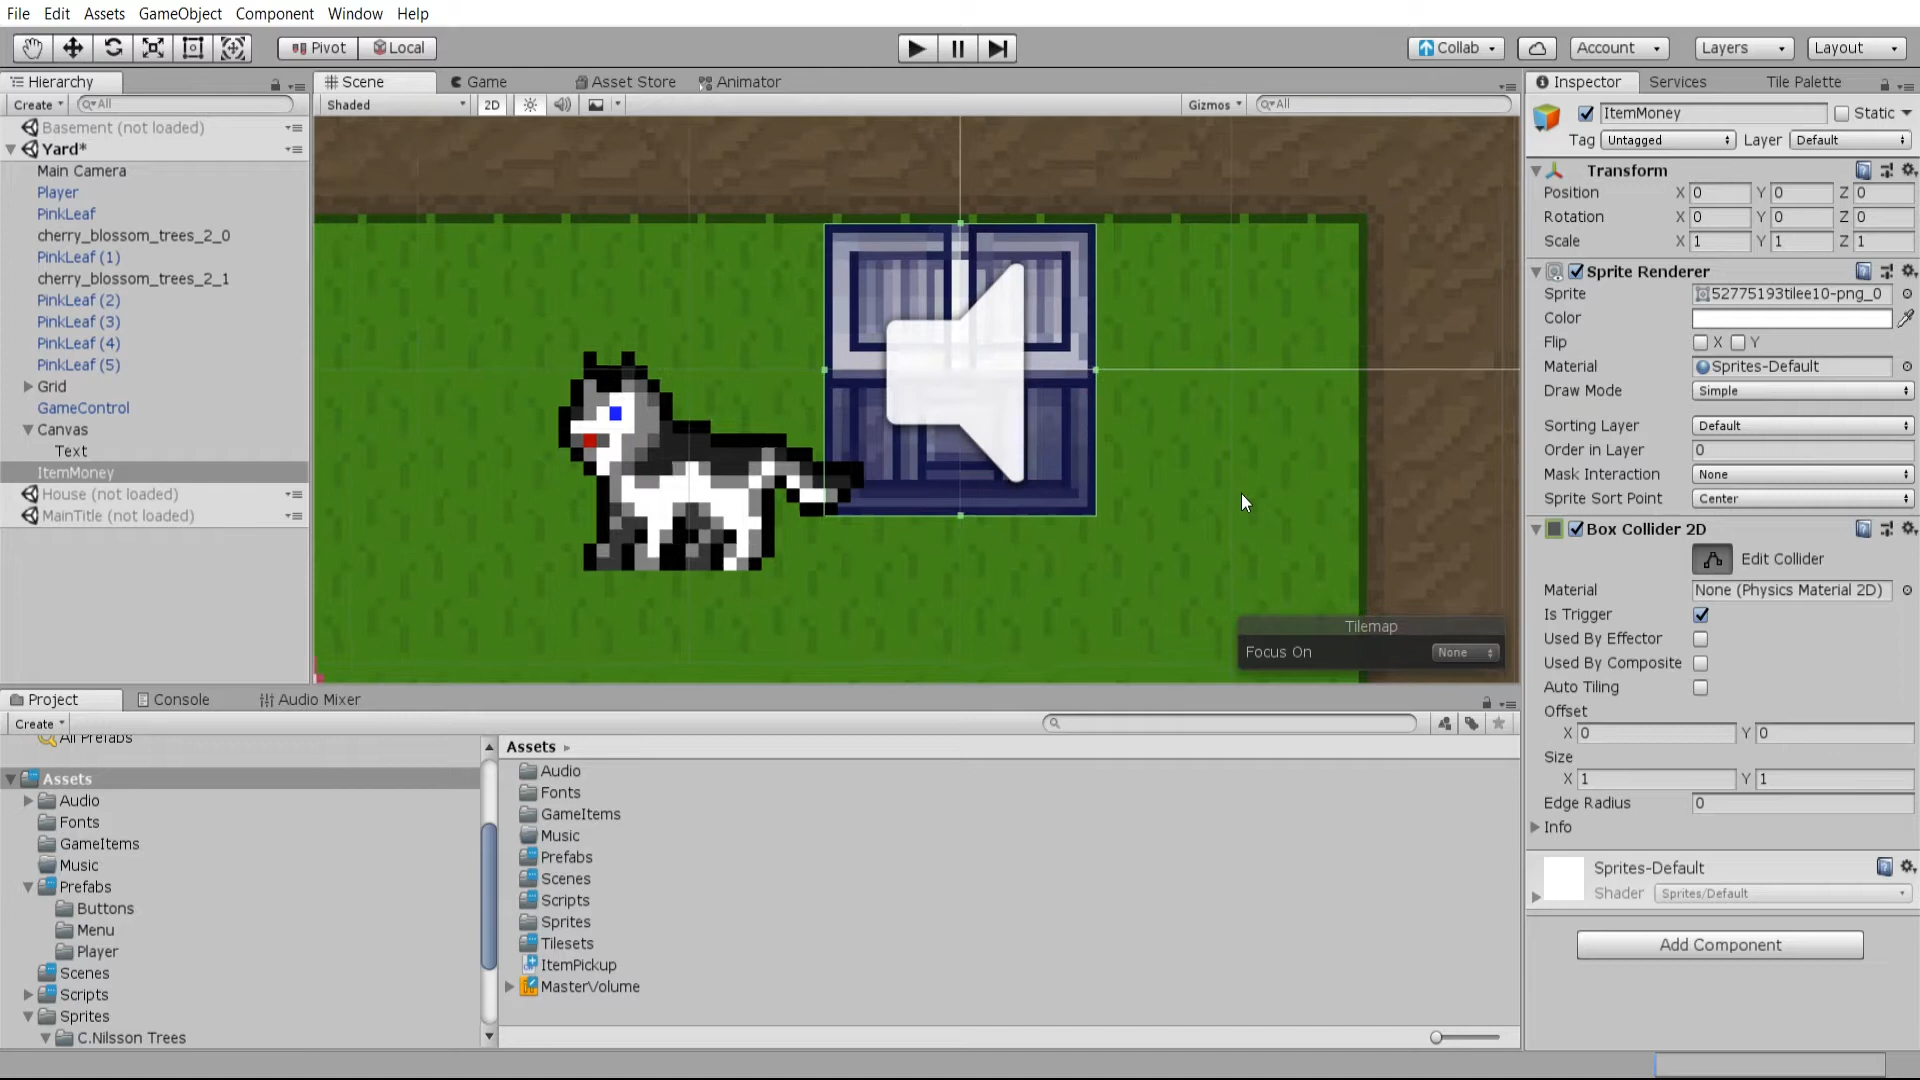 File Edit Assets GameObject Component Window Help
Pivot Local Collab Account Layers Layout
Hierarchy
Create All
Basement (not loaded)
Yard*
Main Camera
Player
PinkLeaf
cherry_blossom_trees_2_0
PinkLeaf (1)
cherry_blossom_trees_2_1
PinkLeaf (2)
PinkLeaf (3)
PinkLeaf (4)
PinkLeaf (5)
Grid
GameControl
Canvas
Text
ItemMoney
House (not loaded)
MainTitle (not loaded)
Scene Game Asset Store Animator
Shaded 2D Gizmos All
Tilemap
Focus On None
Inspector Services Tile Palette
ItemMoney Static
Tag Untagged Layer Default
Transform
Position X 0 Y 0 Z 0
Rotation X 0 Y 0 Z 0
Scale X 1 Y 1 Z 1
Sprite Renderer
Sprite 52775193tilee10-png_0
Color
Flip X Y
Material Sprites-Default
Draw Mode Simple
Sorting Layer Default
Order in Layer 0
Mask Interaction None
Sprite Sort Point Center
Box Collider 2D
Edit Collider
Material None (Physics Material 2D)
Is Trigger
Used By Effector
Used By Composite
Auto Tiling
Offset
X 0 Y 0
Size
X 1 Y 1
Edge Radius 0
Info
Sprites-Default
Shader Sprites/Default
Add Component
Project Console Audio Mixer
Create
All Prefabs
Assets
Audio
Fonts
GameItems
Music
Prefabs
Buttons
Menu
Player
Scenes
Scripts
Sprites
C.Nilsson Trees
Assets
Audio
Fonts
GameItems
Music
Prefabs
Scenes
Scripts
Sprites
Tilesets
ItemPickup
MasterVolume